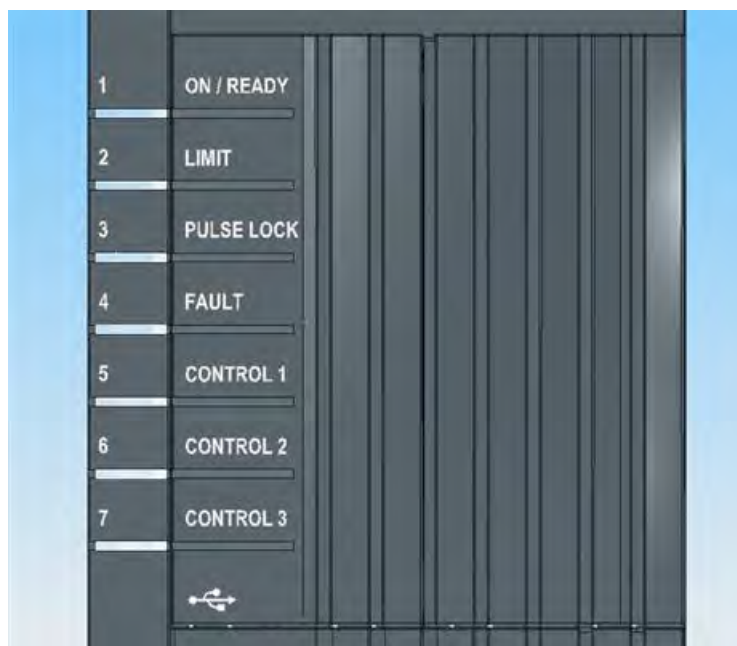 1 ON / READY
2 LIMIT
3 PULSE LOCK
4 FAULT
5 CONTROL 1
6 CONTROL 2
7 CONTROL 3